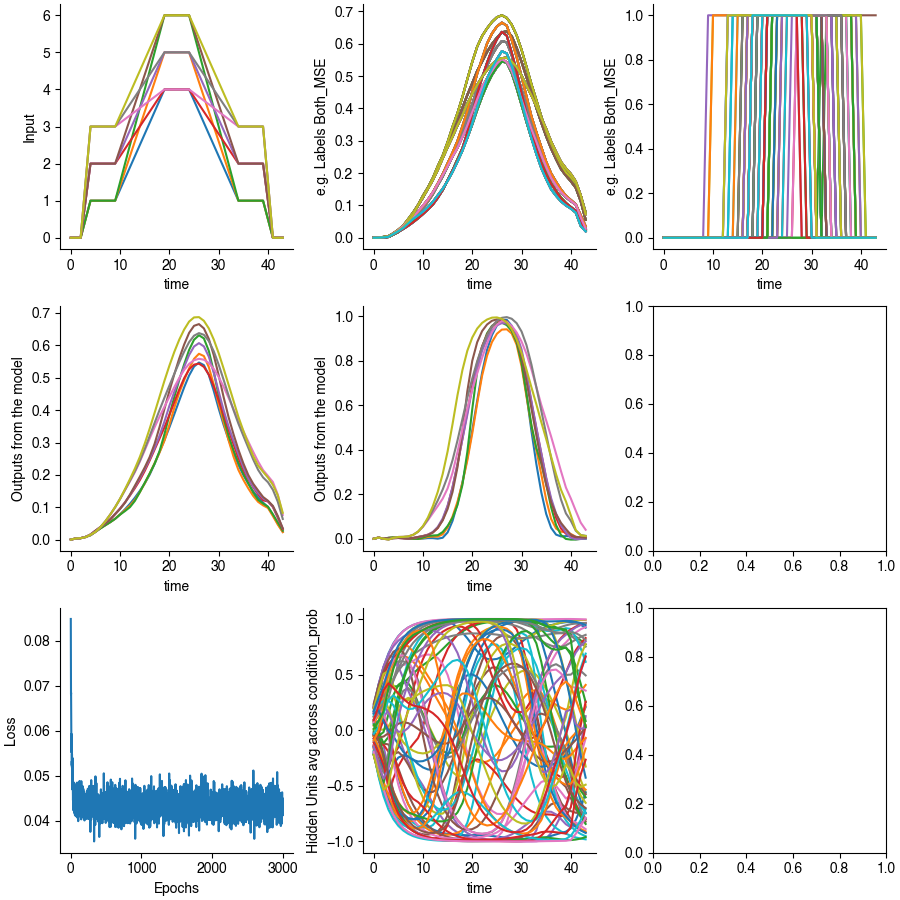 6
5
4
3
2
1
0
Input
0 10 20 30 40
time
0.7
0.6
0.5
0.4
0.3
0.2
0.1
0.0
e.g. Labels Both_MSE
0 10 20 30 40
time
1.0
0.8
0.6
0.4
0.2
0.0
e.g. Labels Both_MSE
0 10 20 30 40
time
0.7
0.6
0.5
0.4
0.3
0.2
0.1
0.0
Outputs from the model
0 10 20 30 40
time
1.0
0.8
0.6
0.4
0.2
0.0
Outputs from the model
0 10 20 30 40
time
1.0
0.8
0.6
0.4
0.2
0.0
0.0 0.2 0.4 0.6 0.8 1.0
0.08
0.07
0.06
0.05
0.04
Loss
0 1000 2000 3000
Epochs
1.0
0.5
0.0
−0.5
−1.0
Hidden Units avg across condition_prob
0 10 20 30 40
time
1.0
0.8
0.6
0.4
0.2
0.0
0.0 0.2 0.4 0.6 0.8 1.0